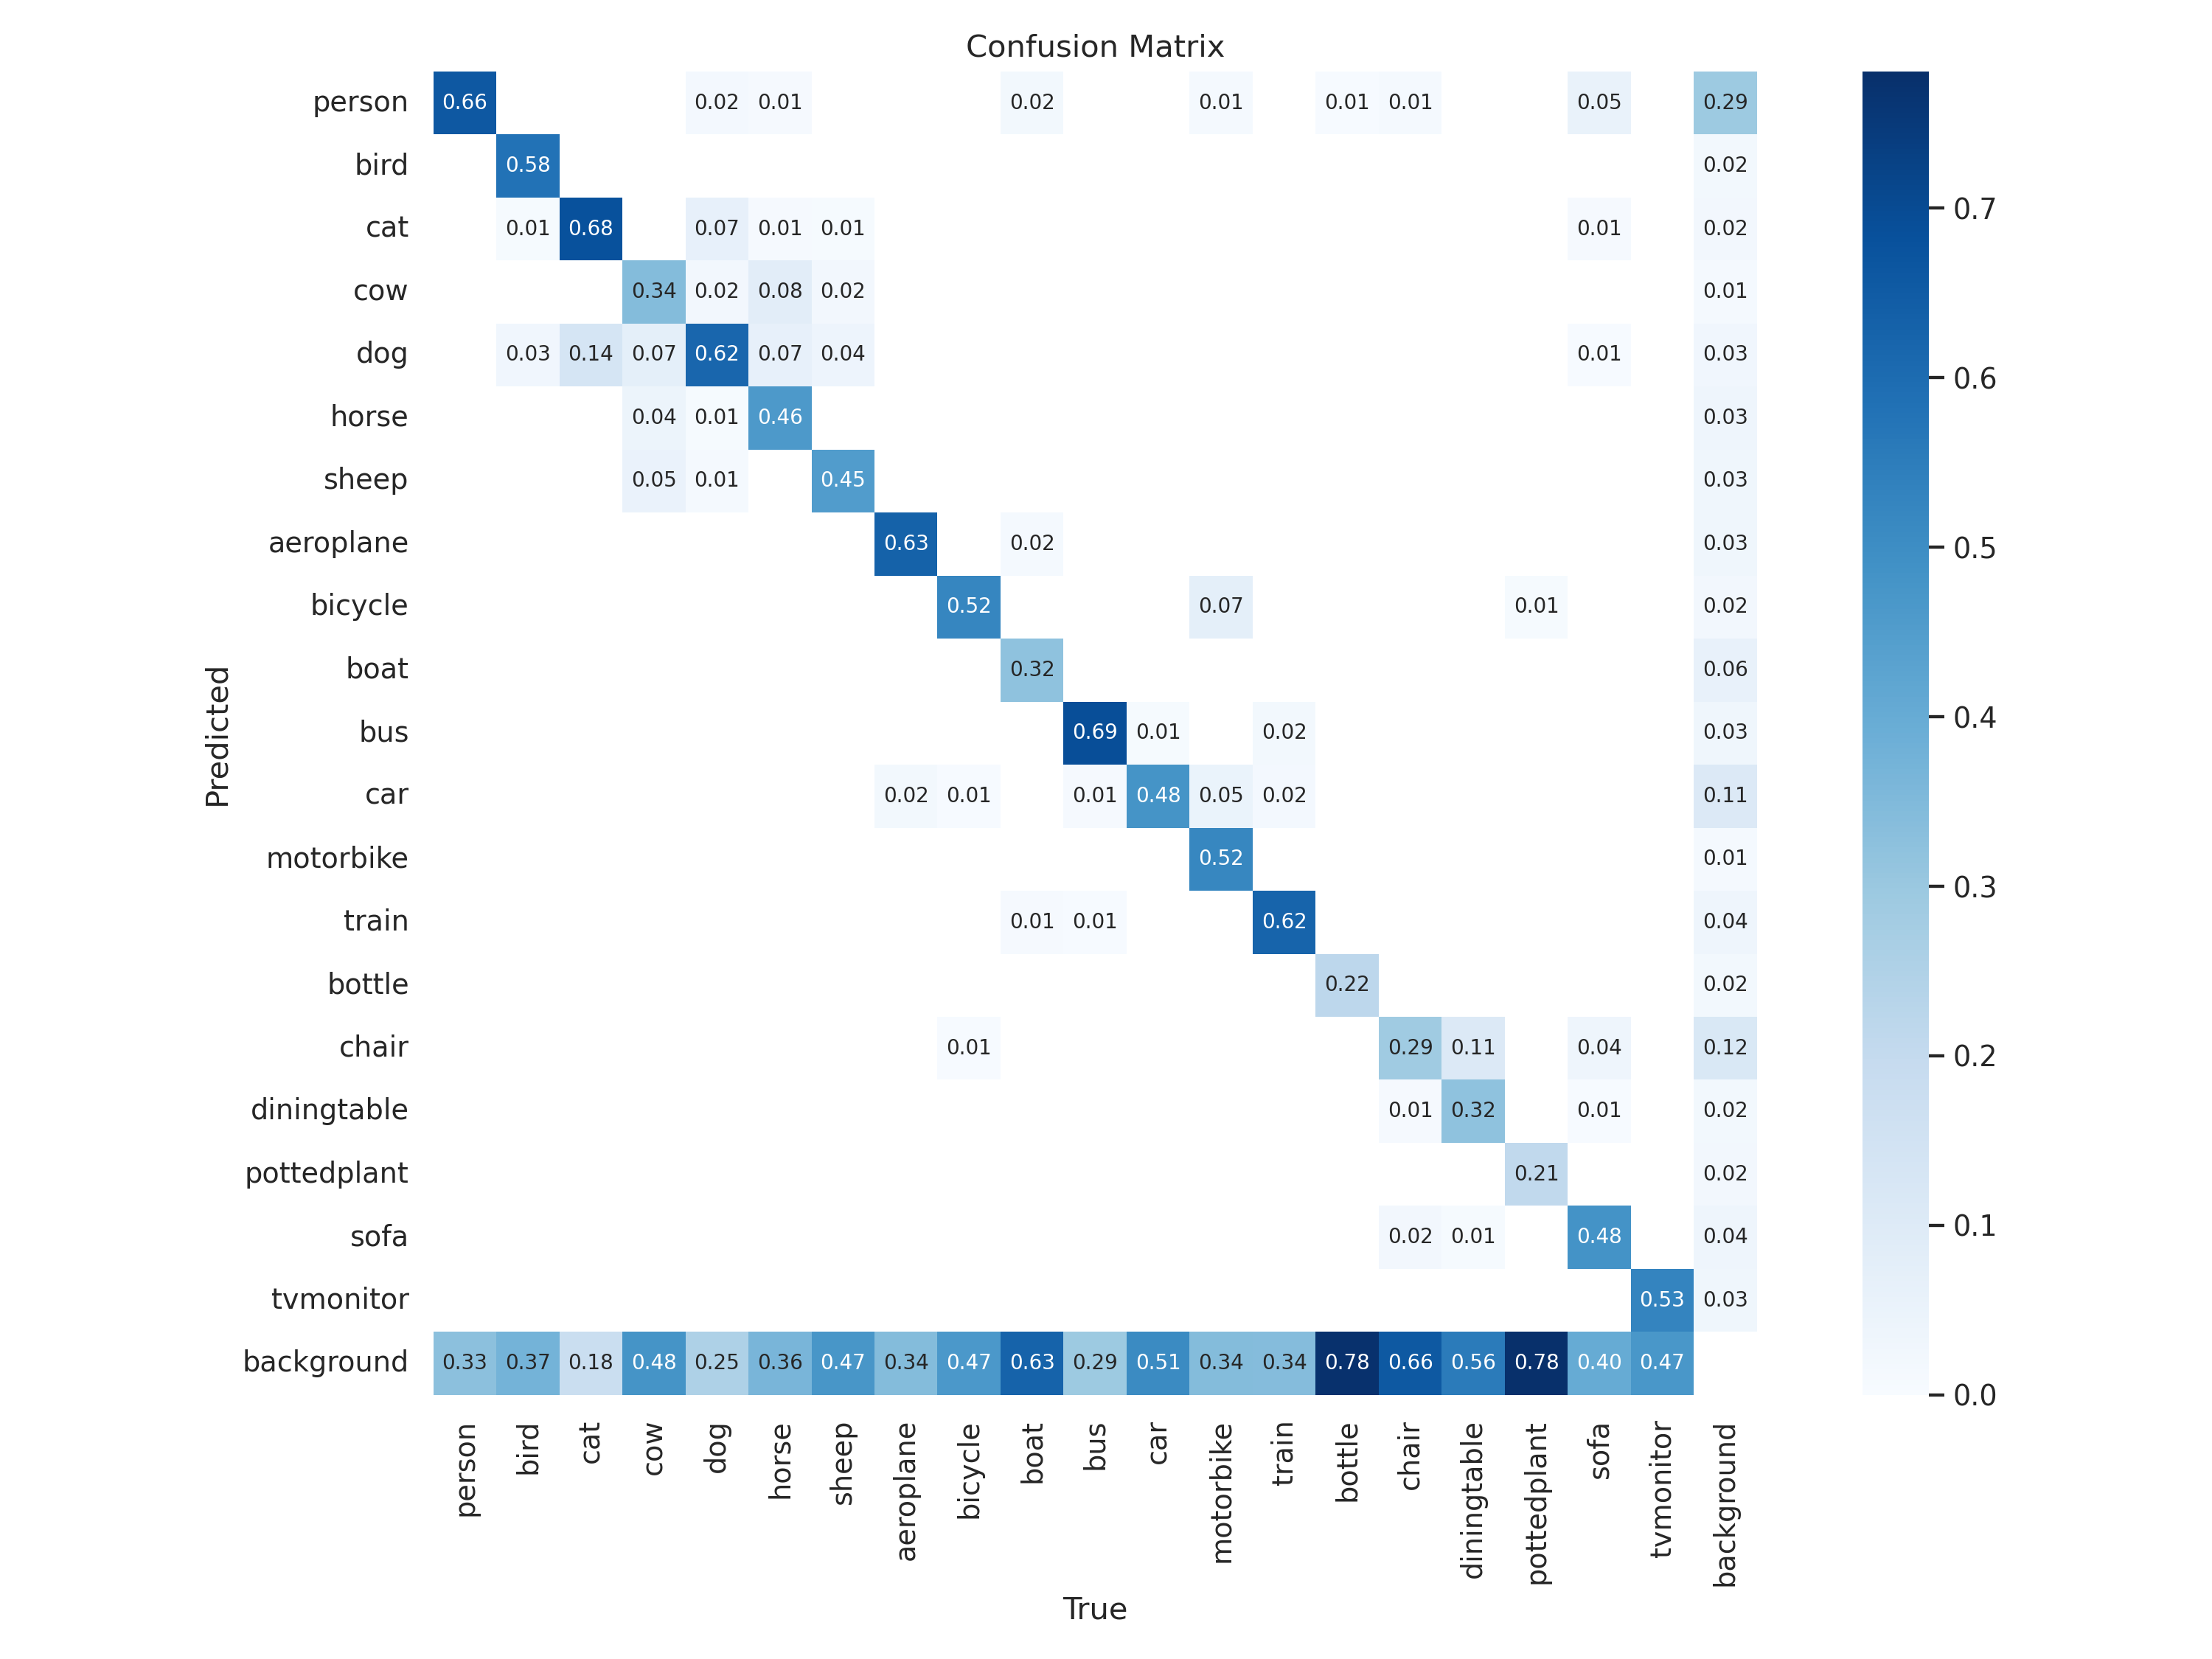 Confusion Matrix
person 0.66 0.02 0.01 0.02 0.01 0.01 0.01 0.05 0.29
bird 0.58 0.02
cat 0.01 0.68 0.07 0.01 0.01 0.01 0.02
cow 0.34 0.02 0.08 0.02 0.01
dog 0.03 0.14 0.07 0.62 0.07 0.04 0.01 0.03
horse 0.04 0.01 0.46 0.03
sheep 0.05 0.01 0.45 0.03
aeroplane 0.63 0.02 0.03
bicycle 0.52 0.07 0.01 0.02
boat 0.32 0.06
bus 0.69 0.01 0.02 0.03
car 0.02 0.01 0.01 0.48 0.05 0.02 0.11
motorbike 0.52 0.01
train 0.01 0.01 0.62 0.04
bottle 0.22 0.02
chair 0.01 0.29 0.11 0.04 0.12
diningtable 0.01 0.32 0.01 0.02
pottedplant 0.21 0.02
sofa 0.02 0.01 0.48 0.04
tvmonitor 0.53 0.03
background 0.33 0.37 0.18 0.48 0.25 0.36 0.47 0.34 0.47 0.63 0.29 0.51 0.34 0.34 0.78 0.66 0.56 0.78 0.40 0.47
person bird cat cow dog horse sheep aeroplane bicycle boat bus car motorbike train bottle chair diningtable pottedplant sofa tvmonitor background
True
Predicted
0.7
0.6
0.5
0.4
0.3
0.2
0.1
0.0